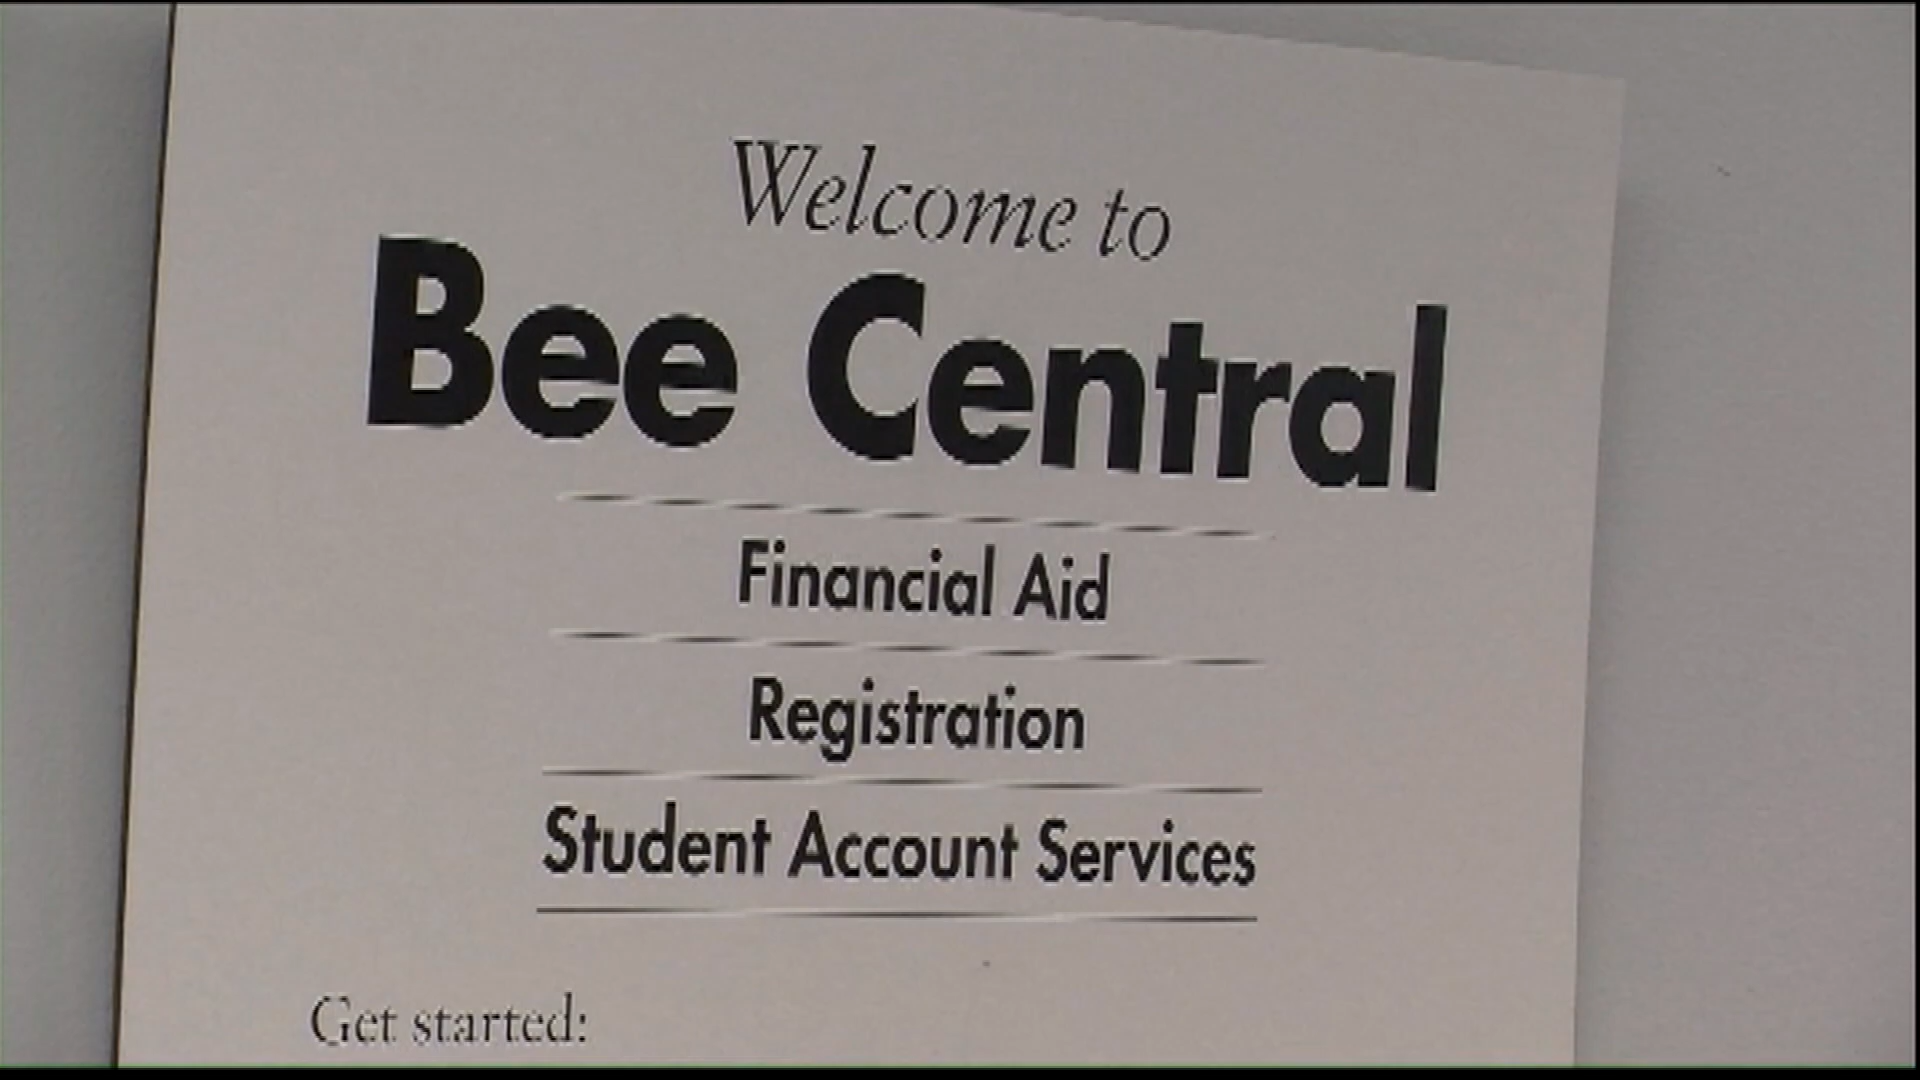 Welcome to
Bee Central
Financial Aid
Registration
Student Account Services
Get started: